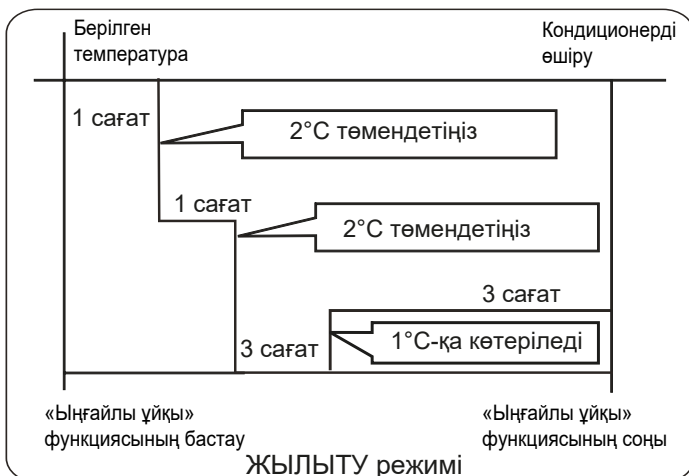 Берілген
температура
Кондиционерді
өшіру
1 сағат
2°C төмендетіңіз
1 сағат
2°C төмендетіңіз
3 сағат
3 сағат
1°C-қа көтеріледі
«Ыңғайлы ұйқы»
функциясының бастау
«Ыңғайлы ұйқы»
функциясының соңы
ЖЫЛЫТУ режимі